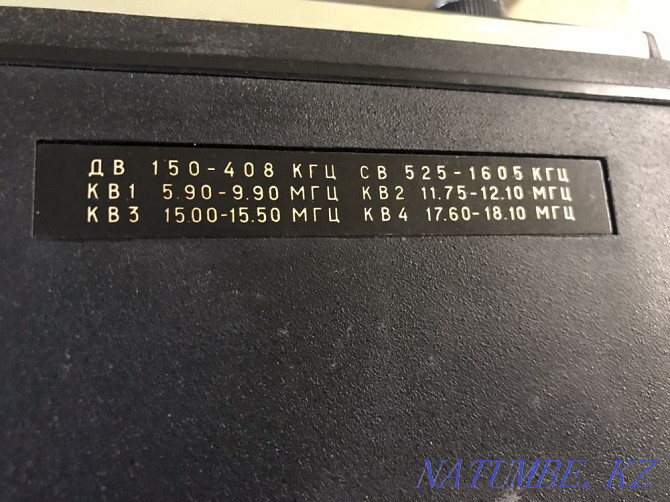 ДВ 150-408 КГЦ СВ 525-1605 КГЦ
КВ1 5.90-9.90 МГЦ КВ2 11.75-12.10 МГЦ
КВ3 15.00-15.50 МГЦ КВ4 17.60-18.10 МГЦ
NATUMBE.KZ